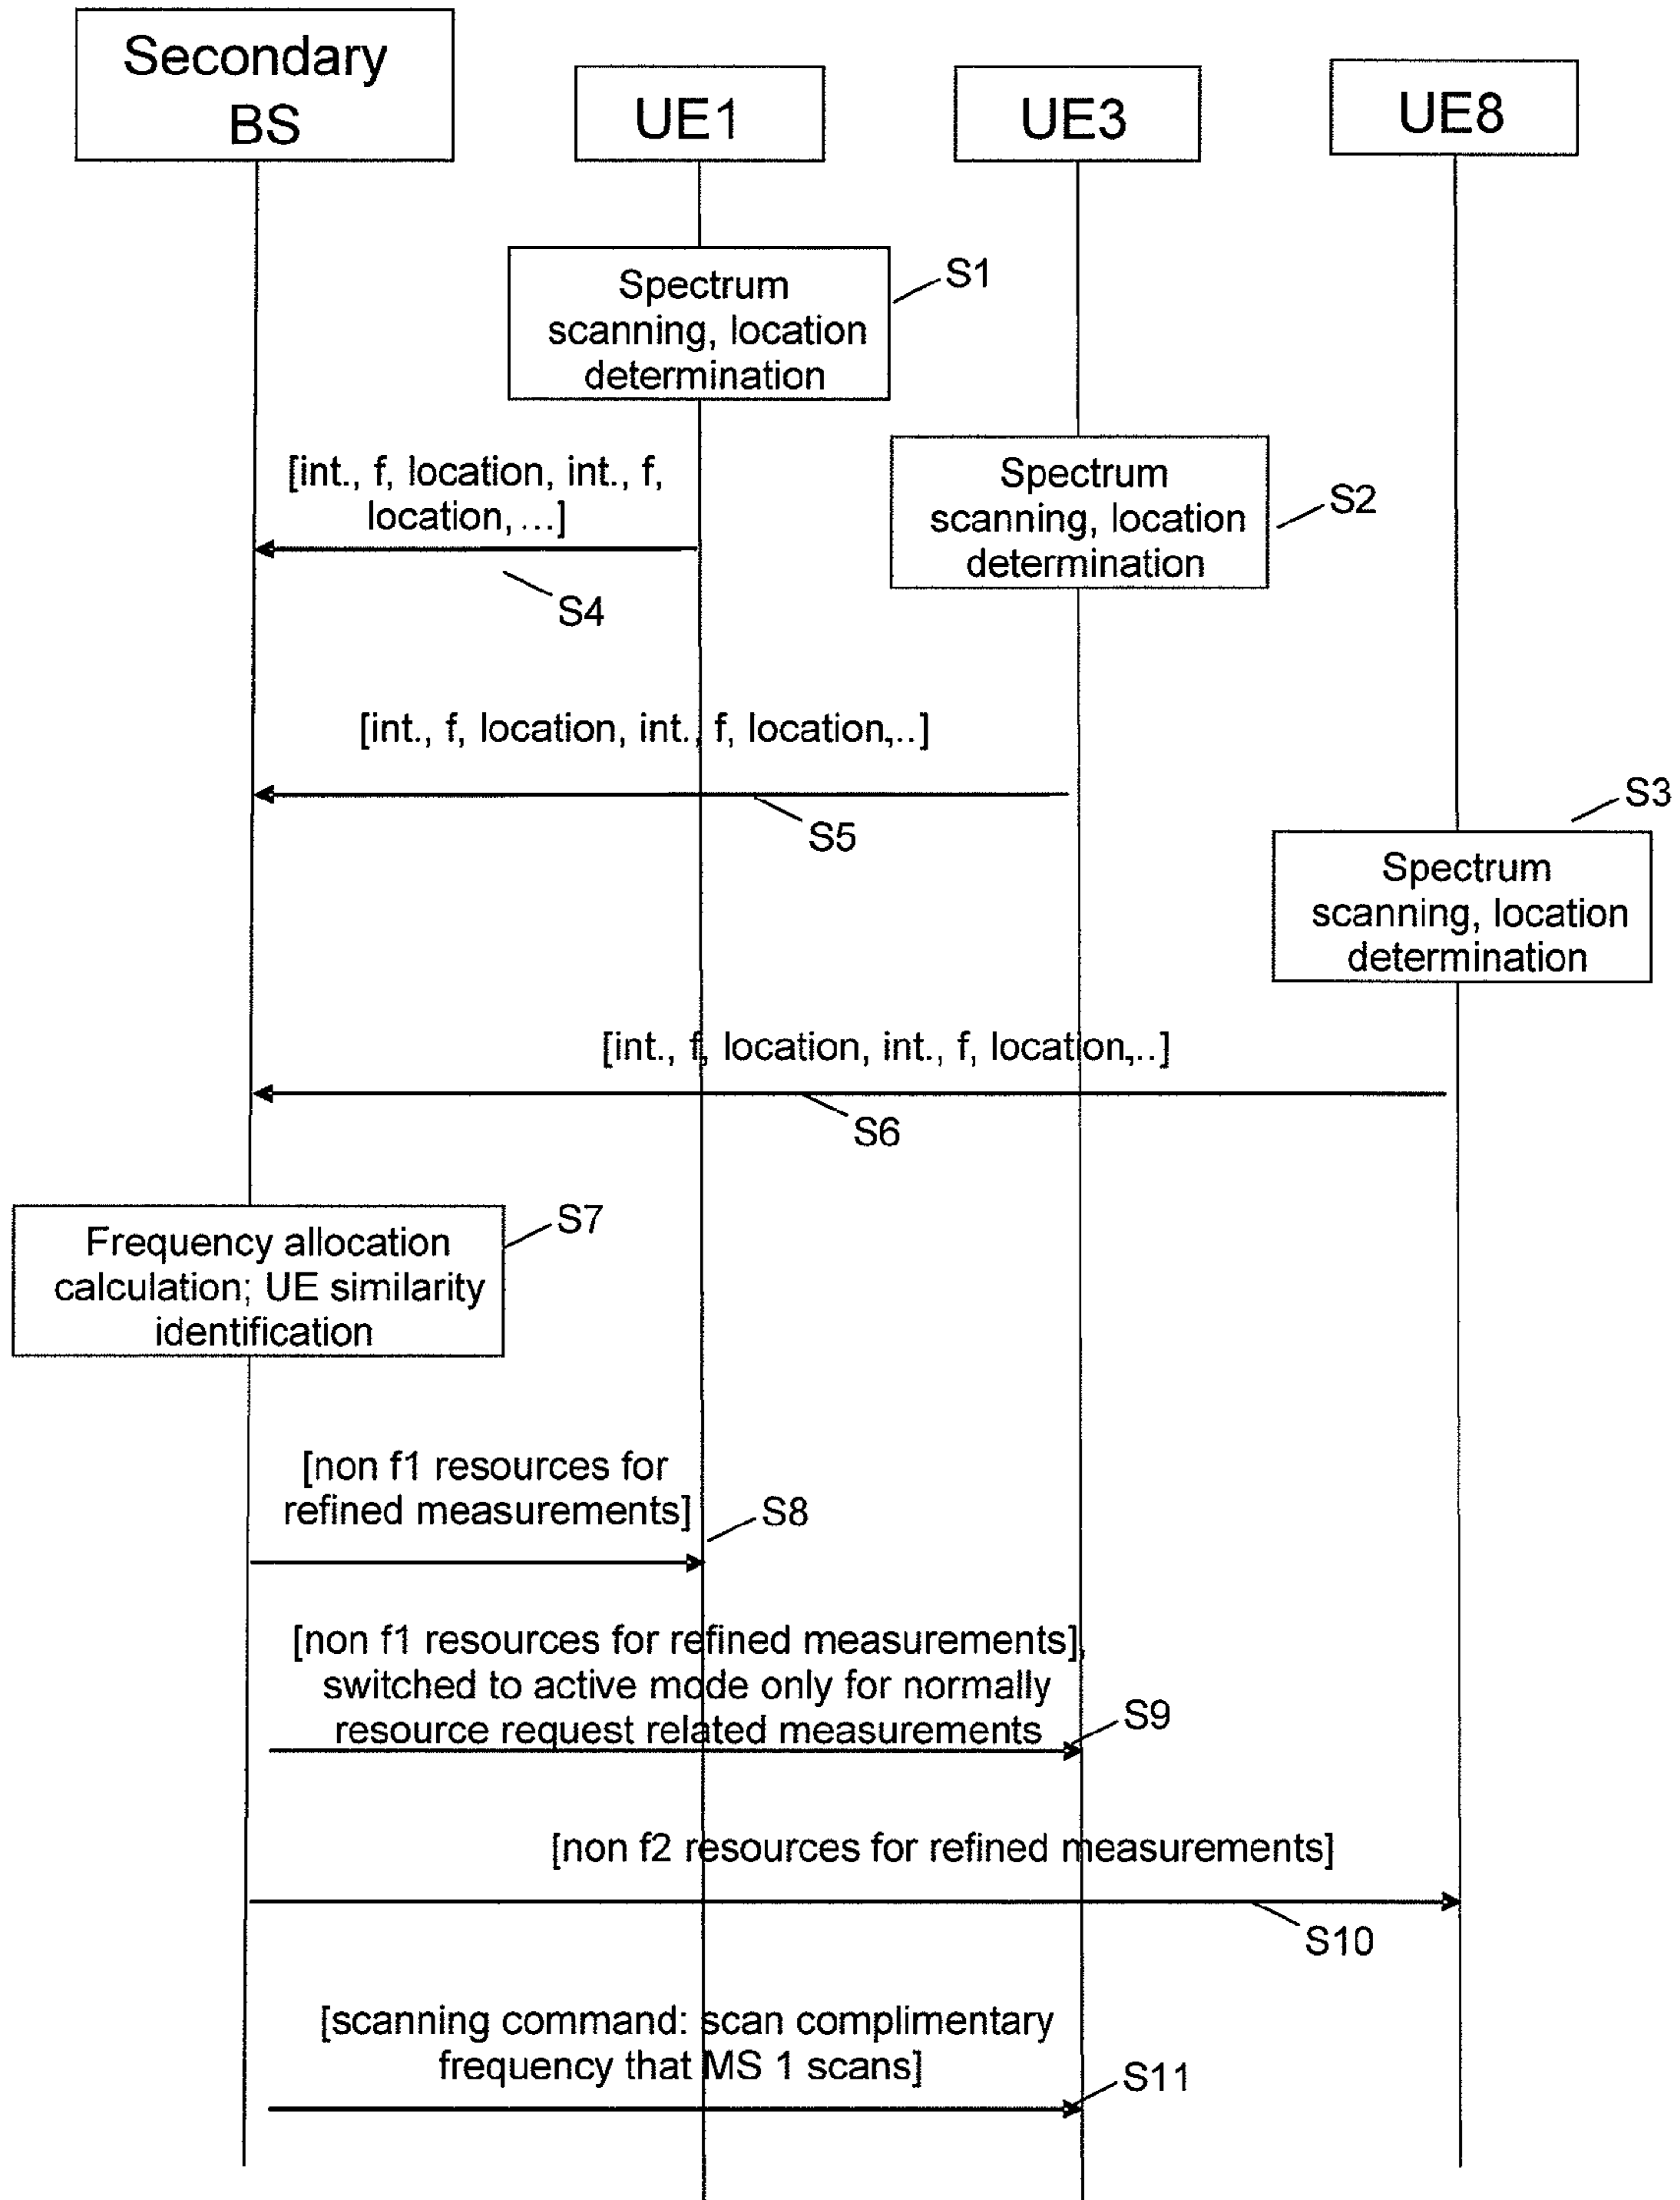 Secondary
BS
UE1
UE3
UE8
Spectrum
scanning, location
determination
S1
[int., f, location, int., f,
location, ...]
S4
Spectrum
scanning, location
determination
S2
[int., f, location, int., f, location,..]
S5
S3
Spectrum
scanning, location
determination
[int., f, location, int., f, location,..]
S6
Frequency allocation
calculation; UE similarity
identification
S7
[non f1 resources for
refined measurements]
S8
[non f1 resources for refined measurements]
switched to active mode only for normally
resource request related measurements
S9
[non f2 resources for refined measurements]
S10
[scanning command: scan complimentary
frequency that MS 1 scans]
S11